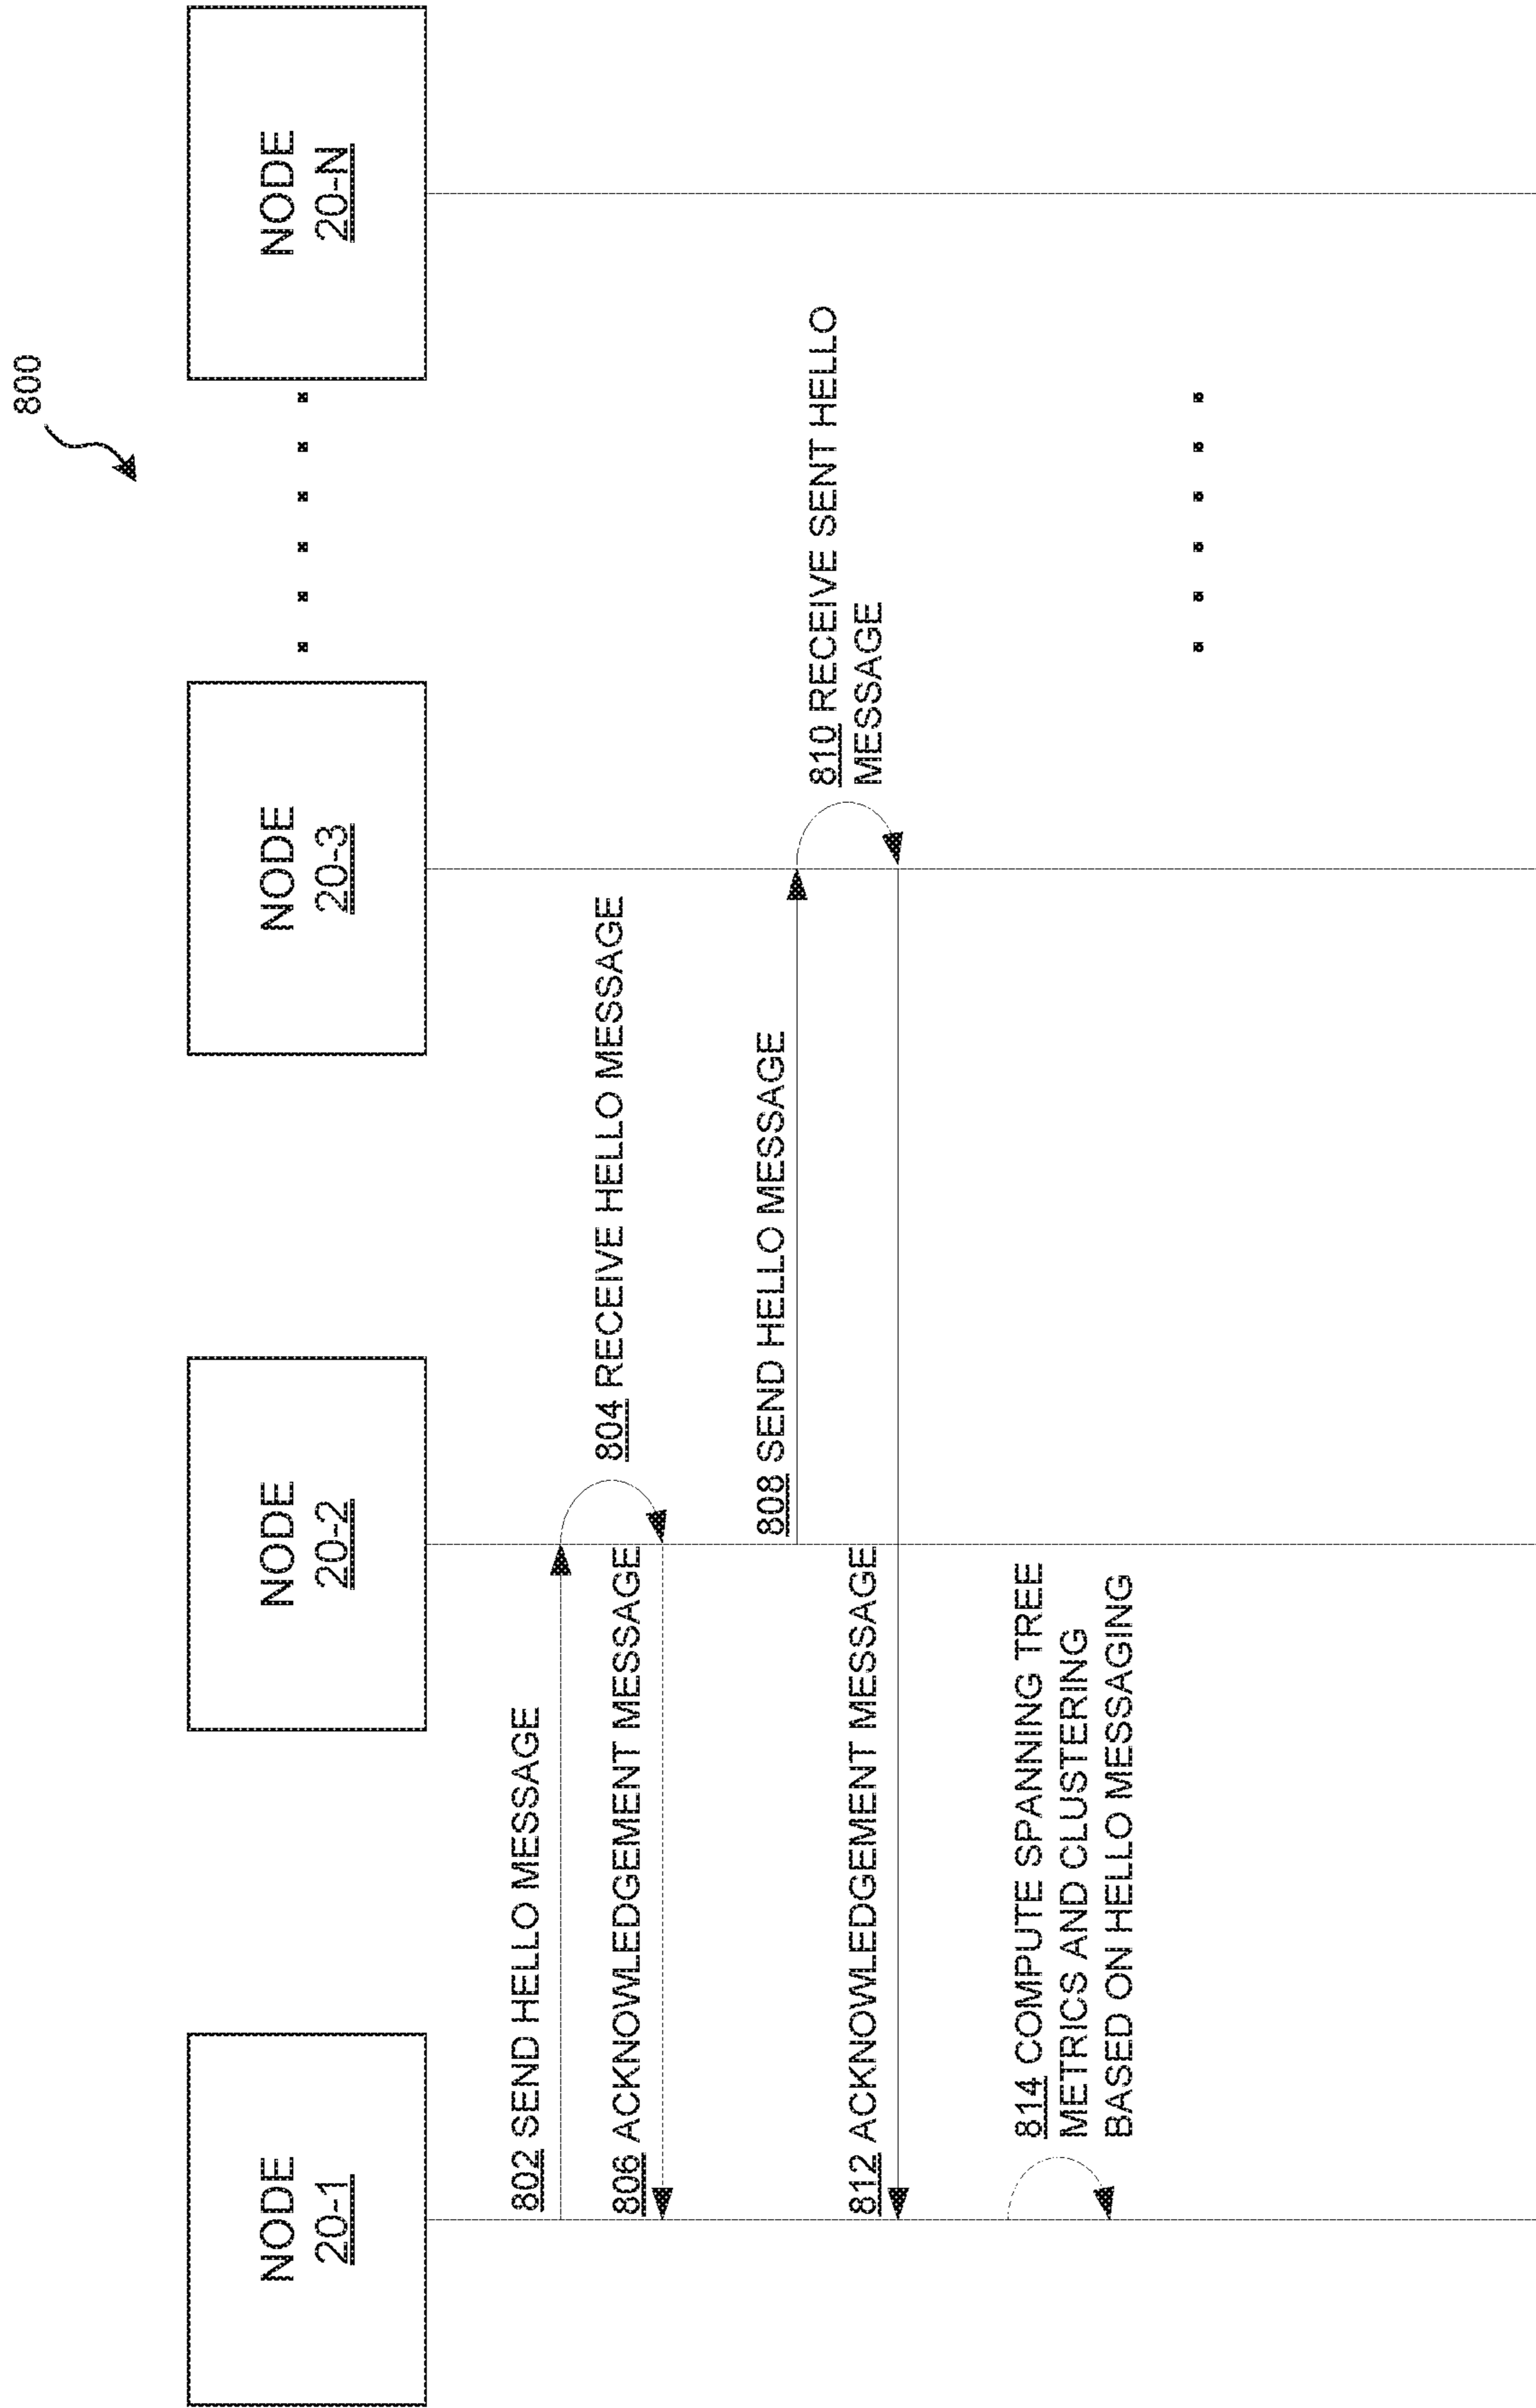 800
NODE
20-1
NODE
20-2
NODE
20-3
NODE
20-N
802 SEND HELLO MESSAGE
804 RECEIVE HELLO MESSAGE
806 ACKNOWLEDGEMENT MESSAGE
808 SEND HELLO MESSAGE
810 RECEIVE SENT HELLO
MESSAGE
812 ACKNOWLEDGEMENT MESSAGE
814 COMPUTE SPANNING TREE
METRICS AND CLUSTERING
BASED ON HELLO MESSAGING